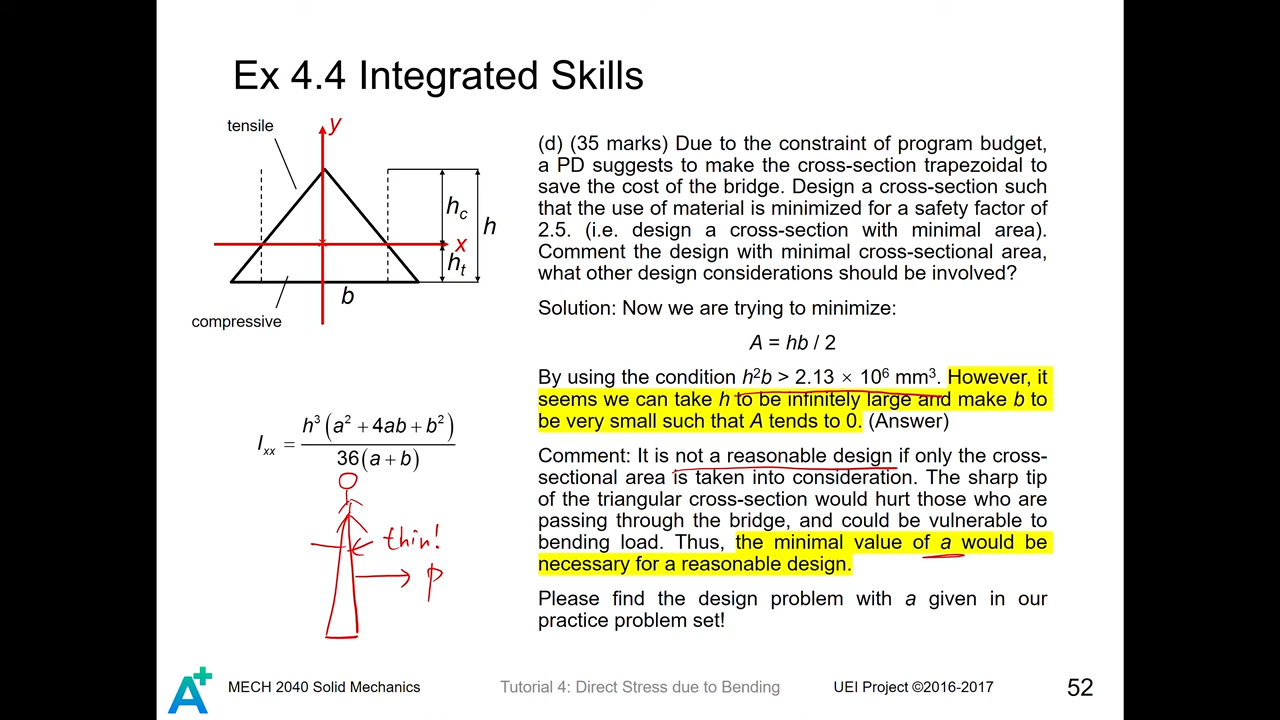 Ex 4.4 Integrated Skills
tensile
y
h_c
h
x
h_t
b
compressive
I_xx = h³(a² + 4ab + b²) / 36(a + b)
thin!
P
(d) (35 marks) Due to the constraint of program budget,
a PD suggests to make the cross-section trapezoidal to
save the cost of the bridge. Design a cross-section such
that the use of material is minimized for a safety factor of
2.5. (i.e. design a cross-section with minimal area).
Comment the design with minimal cross-sectional area,
what other design considerations should be involved?
Solution: Now we are trying to minimize:
A = hb / 2
By using the condition h²b > 2.13 × 10⁶ mm³. However, it
seems we can take h to be infinitely large and make b to
be very small such that A tends to 0. (Answer)
Comment: It is not a reasonable design if only the cross-
sectional area is taken into consideration. The sharp tip
of the triangular cross-section would hurt those who are
passing through the bridge, and could be vulnerable to
bending load. Thus, the minimal value of a would be
necessary for a reasonable design.
Please find the design problem with a given in our
practice problem set!
A+
MECH 2040 Solid Mechanics
Tutorial 4: Direct Stress due to Bending
UEI Project ©2016-2017
52